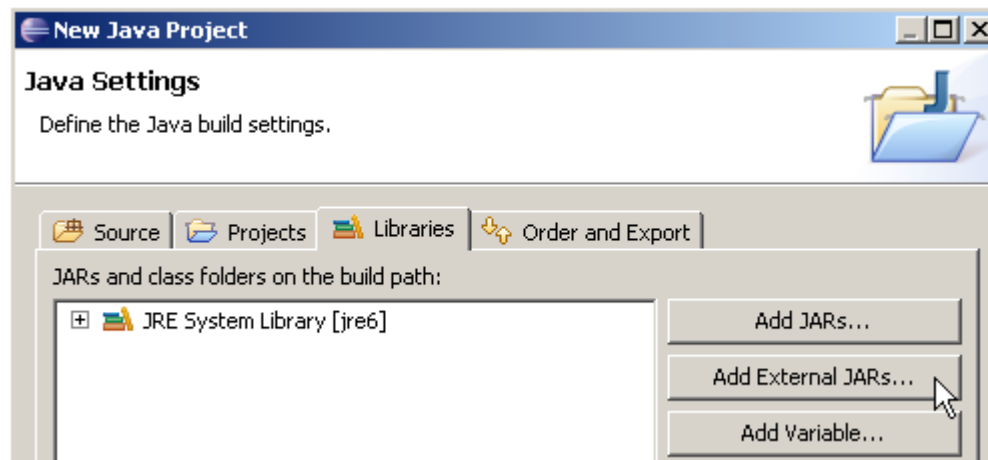 New Java Project
Java Settings
Define the Java build settings.
Source Projects Libraries Order and Export
JARs and class folders on the build path:
JRE System Library [jre6]
Add JARs...
Add External JARs...
Add Variable...